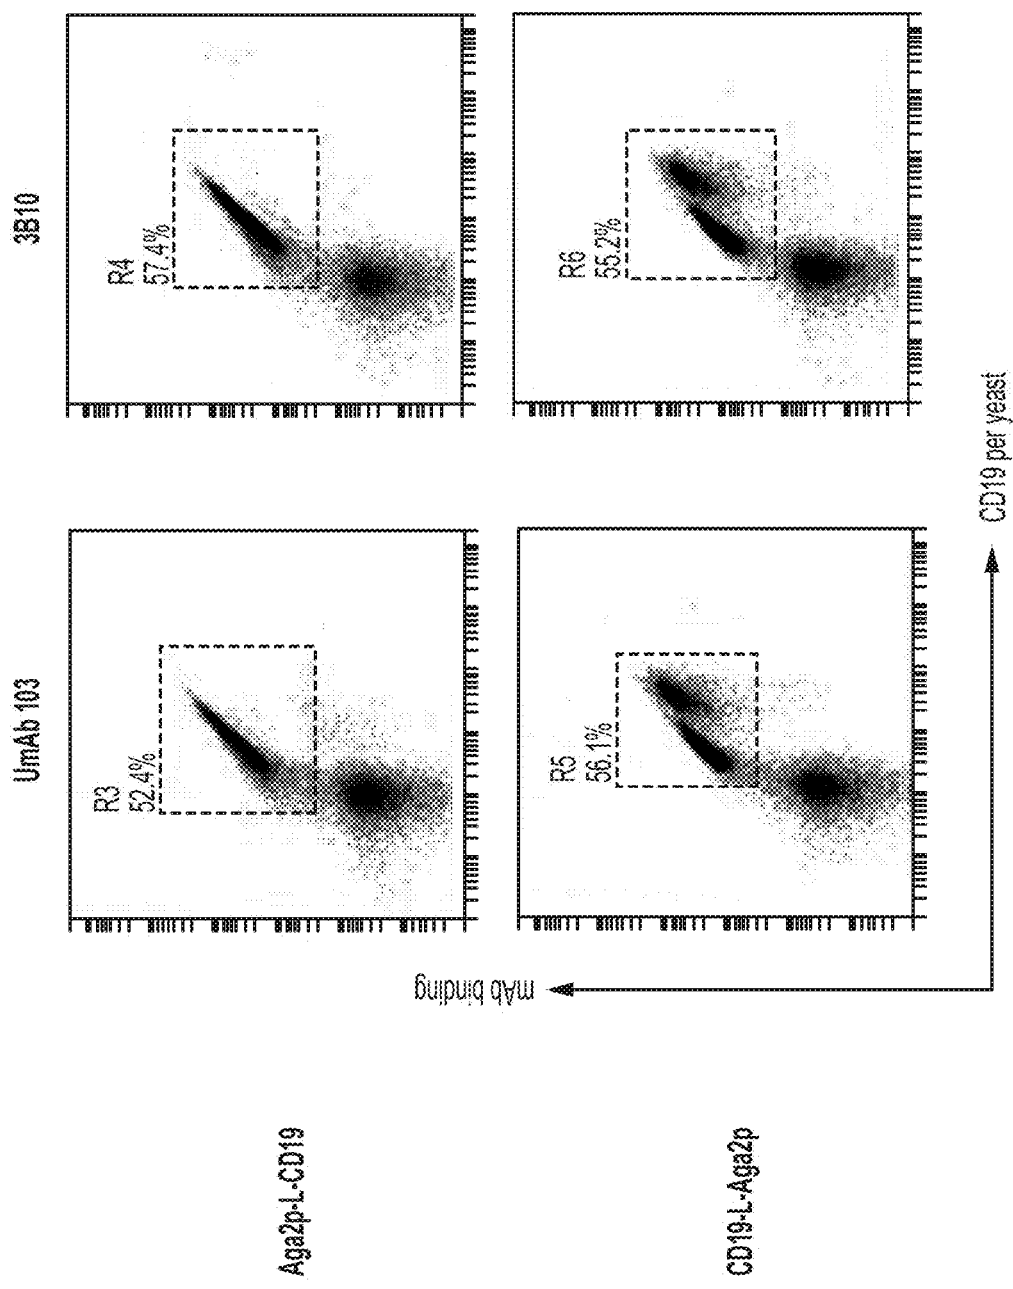 UmAb 103
3B10
Aga2p-L-CD19
R3
52.4%
R4
57.4%
CD19-L-Aga2p
R5
56.1%
R6
55.2%
mAb binding
CD19 per yeast